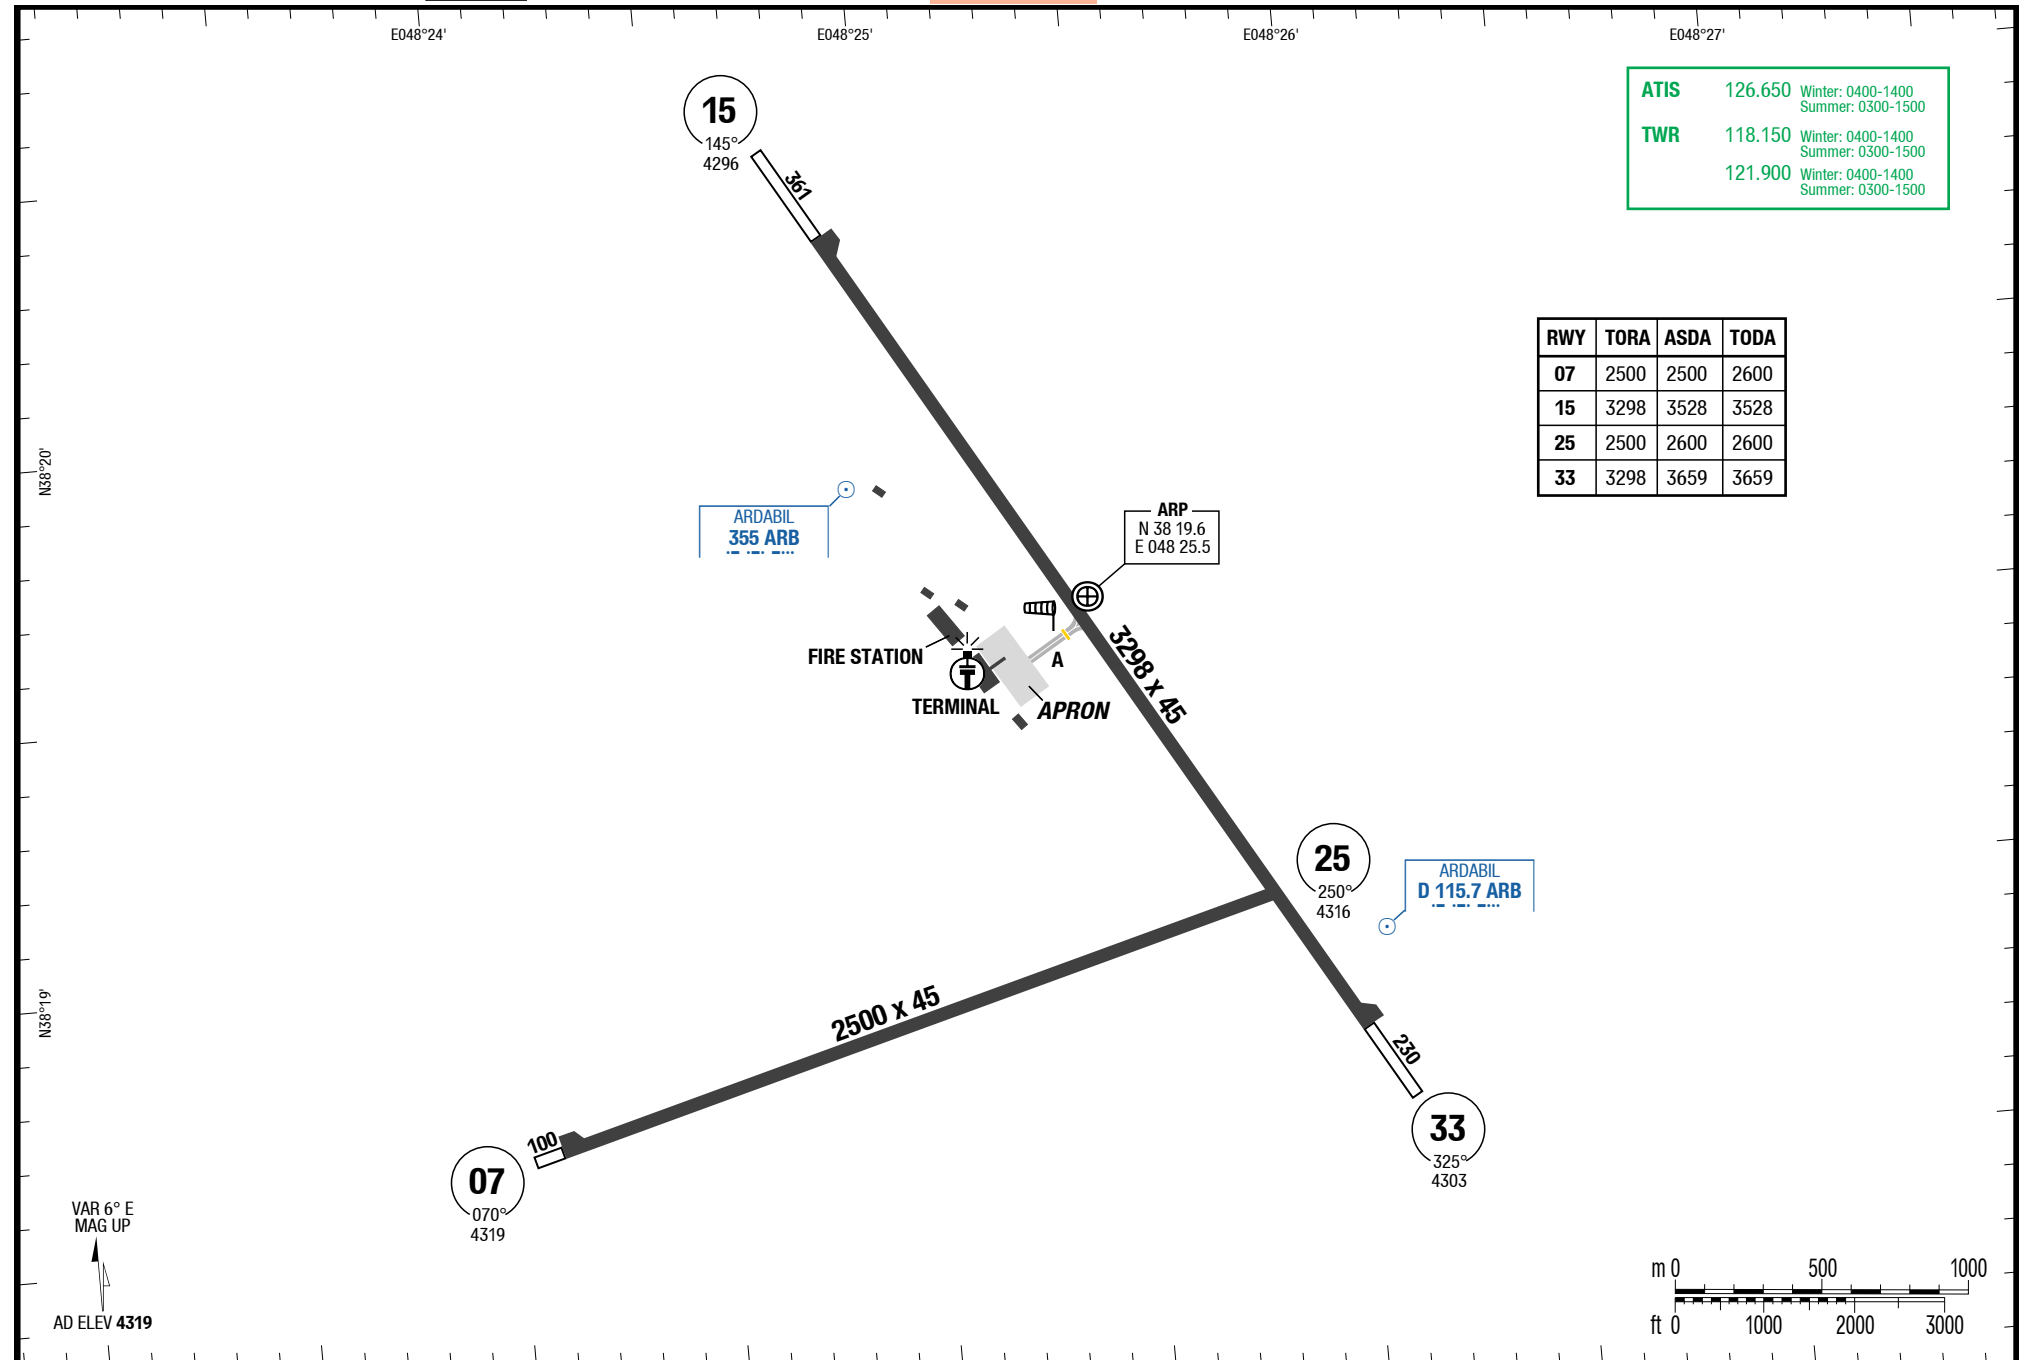 E048°24'
E048°25'
E048°26'
E048°27'
ATIS 126.650 Winter: 0400-1400
Summer: 0300-1500
TWR 118.150 Winter: 0400-1400
Summer: 0300-1500
121.900 Winter: 0400-1400
Summer: 0300-1500
15
145°
4296
361
RWY TORA ASDA TODA
07 2500 2500 2600
15 3298 3528 3528
25 2500 2600 2600
33 3298 3659 3659
N38°20'
ARDABIL
355 ARB
ARP
N 38 19.6
E 048 25.5
FIRE STATION
A
TERMINAL
APRON
3298 x 45
25
250°
4316
ARDABIL
D 115.7 ARB
N38°19'
2500 x 45
230
33
325°
4303
100
07
070°
4319
VAR 6° E
MAG UP
AD ELEV 4319
m 0 500 1000
ft 0 1000 2000 3000